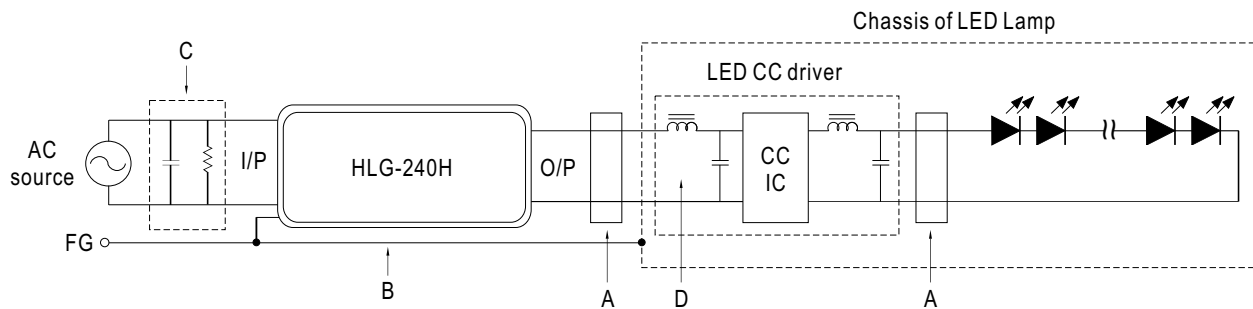 Chassis of LED Lamp
C
LED CC driver
AC
source
I/P
HLG-240H
O/P
CC
IC
FG
B
A
D
A